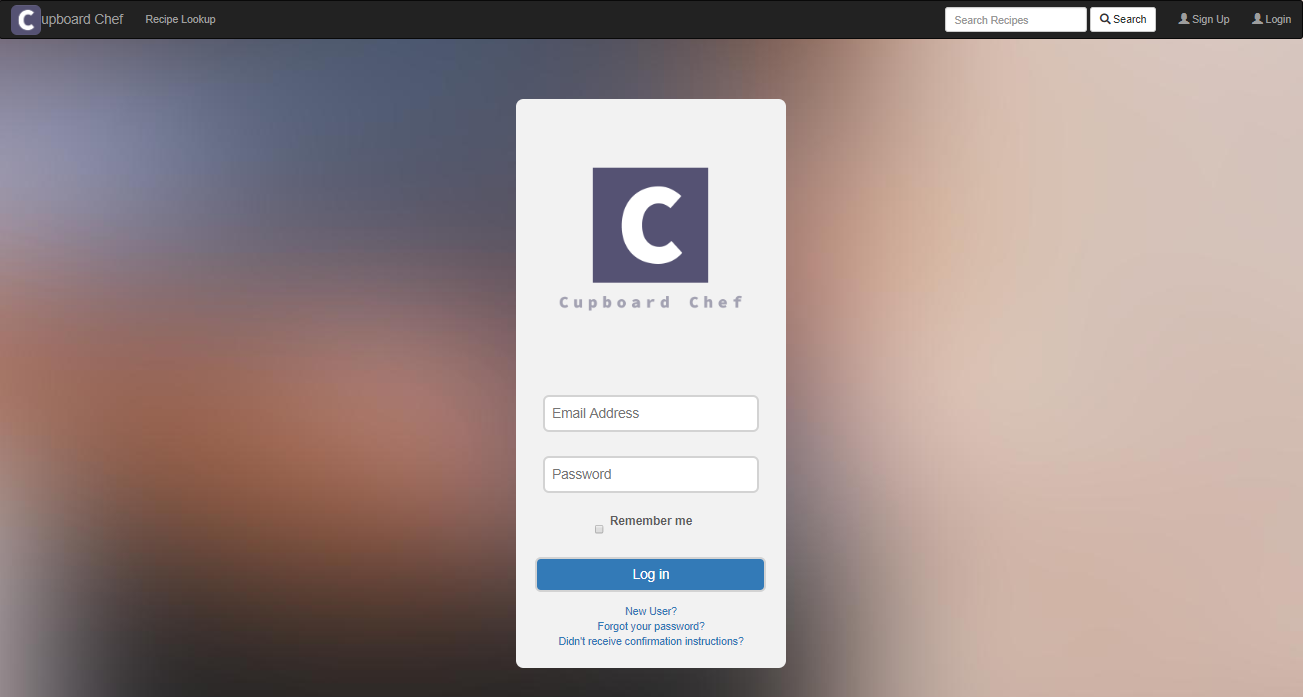 Cupboard Chef Recipe Lookup Search Recipes Search Sign Up Login
C
Cupboard Chef
Email Address
Password
Remember me
Log in
New User?
Forgot your password?
Didn't receive confirmation instructions?